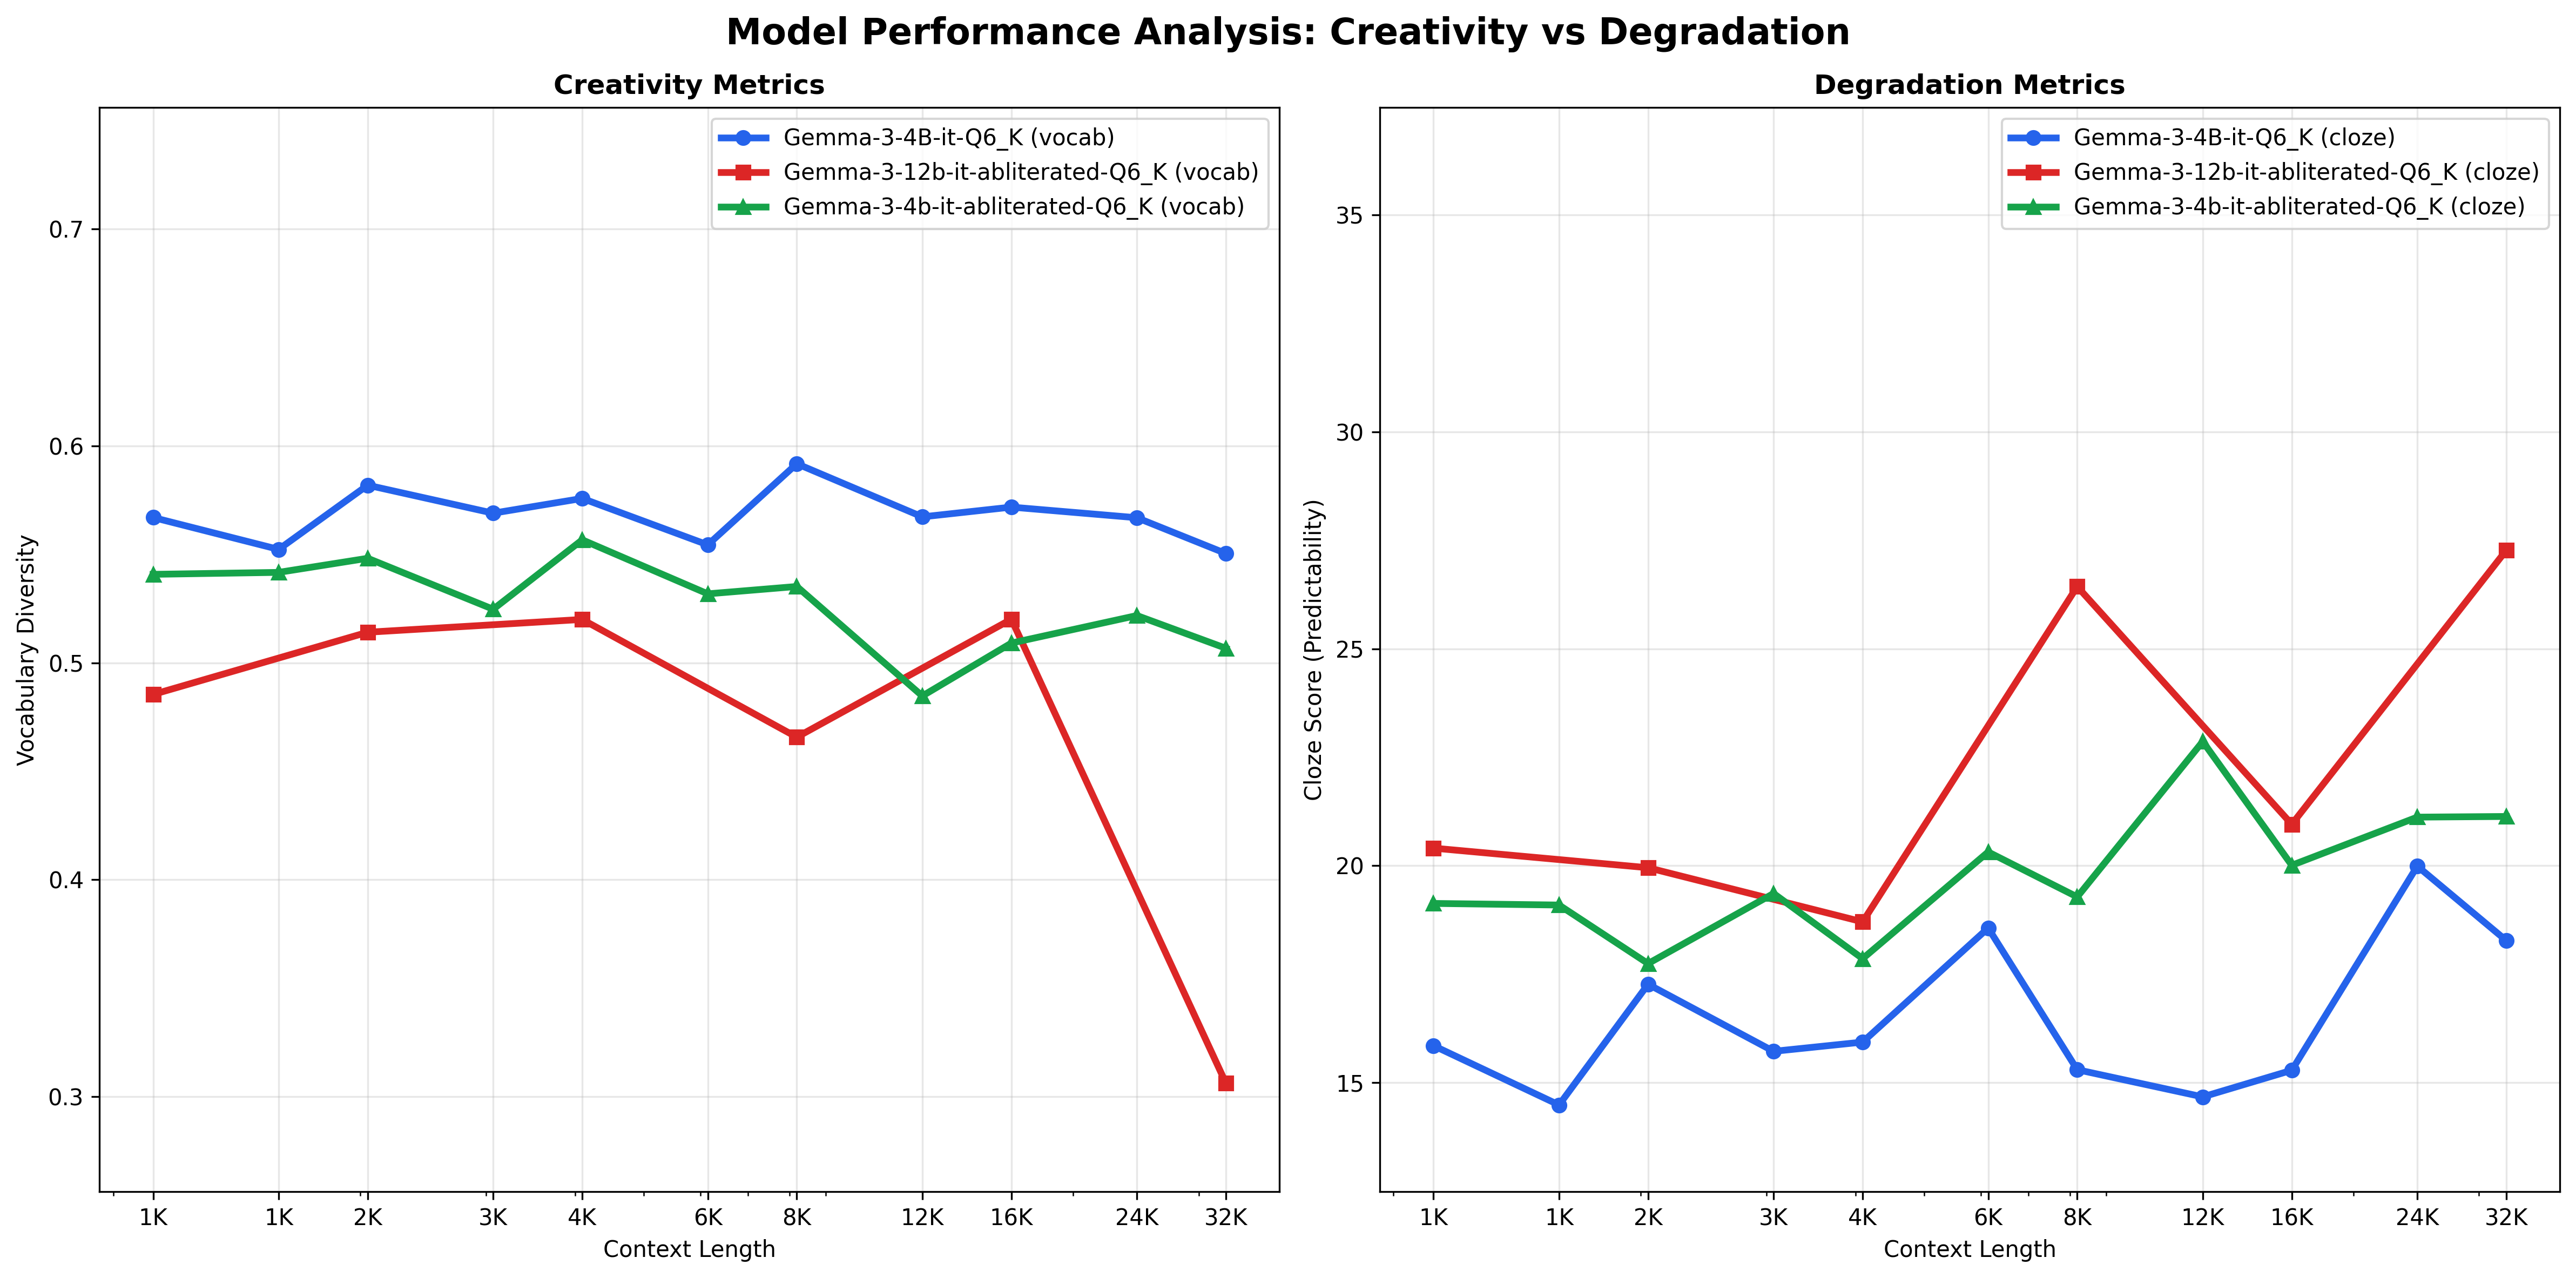 Model Performance Analysis: Creativity vs Degradation
Creativity Metrics
Gemma-3-4B-it-Q6_K (vocab)
Gemma-3-12b-it-abliterated-Q6_K (vocab)
Gemma-3-4b-it-abliterated-Q6_K (vocab)
Vocabulary Diversity
0.7
0.6
0.5
0.4
0.3
1K 1K 2K 3K 4K 6K 8K 12K 16K 24K 32K
Context Length
Degradation Metrics
Gemma-3-4B-it-Q6_K (cloze)
Gemma-3-12b-it-abliterated-Q6_K (cloze)
Gemma-3-4b-it-abliterated-Q6_K (cloze)
Cloze Score (Predictability)
35
30
25
20
15
1K 1K 2K 3K 4K 6K 8K 12K 16K 24K 32K
Context Length